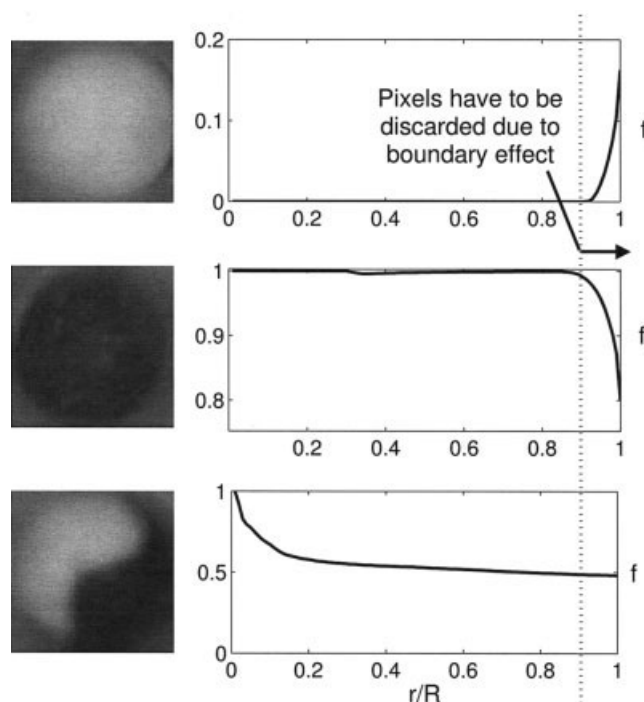 0.2
Pixels have to be
discarded due to
boundary effect
0.1
f
0
0 0.2 0.4 0.6 0.8 1
1
0.9
f
0.8
0.2 0.4 0.6 0.8 1
1
0.5
f
0
0 0.2 0.4 0.6 0.8 1
r/R